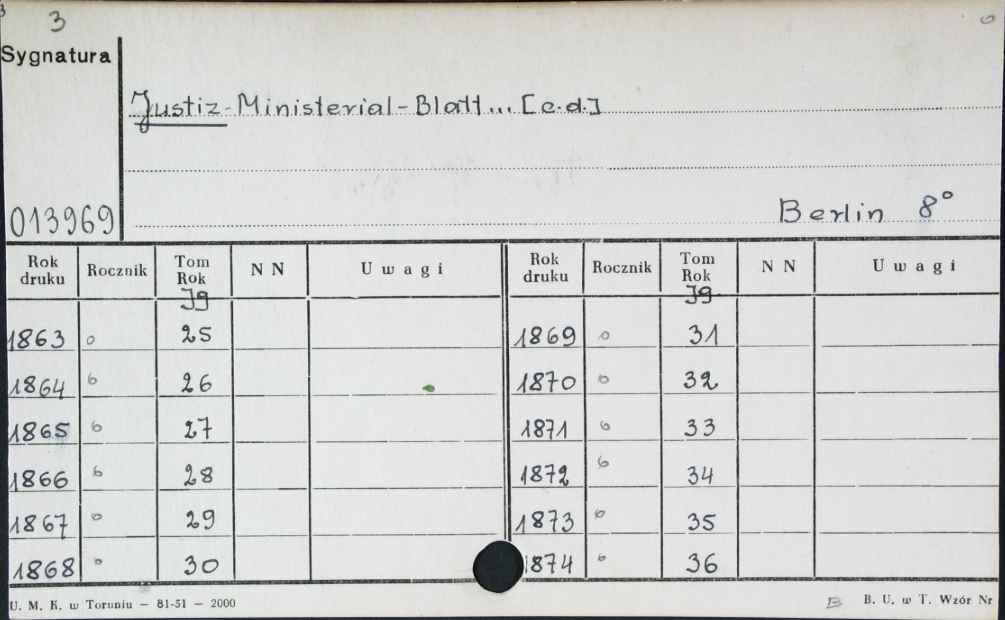 3
Sygnatura
Justiz-Ministerial-Blatt... [c.d.]
013969
Berlin 8°
Rok druku Rocznik Tom Rok N N Uwagi Rok druku Rocznik Tom Rok N N Uwagi
Jg Jg
1863 o 25 1869 o 31
1864 o 26 1870 o 32
1865 o 27 1871 o 33
1866 o 28 1872 o 34
1867 o 29 1873 o 35
1868 o 30 1874 o 36
U. M. K. w Toruniu — 81-51 — 2000 B B. U. w T. Wzór Nr